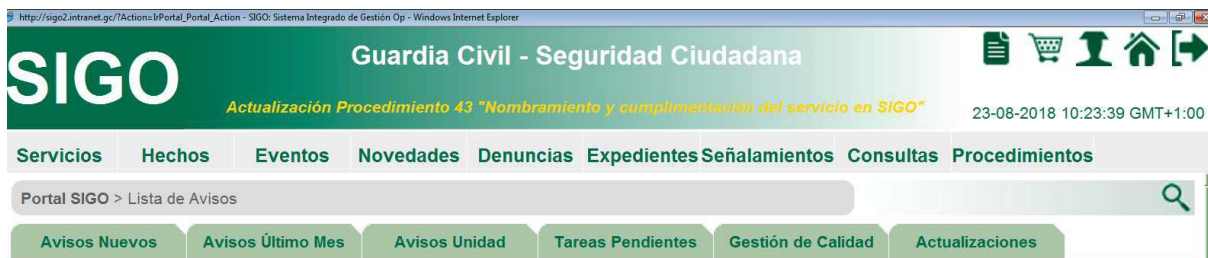 http://sigo2.intranet.gc/?Action=IrPortal_Portal_Action - SIGO: Sistema Integrado de Gestión Op - Windows Internet Explorer
SIGO
Guardia Civil - Seguridad Ciudadana
Actualización Procedimiento 43 "Nombramiento y cumplimentación del servicio en SIGO"
23-08-2018 10:23:39 GMT+1:00
Servicios Hechos Eventos Novedades Denuncias Expedientes Señalamientos Consultas Procedimientos
Portal SIGO > Lista de Avisos
Avisos Nuevos Avisos Último Mes Avisos Unidad Tareas Pendientes Gestión de Calidad Actualizaciones